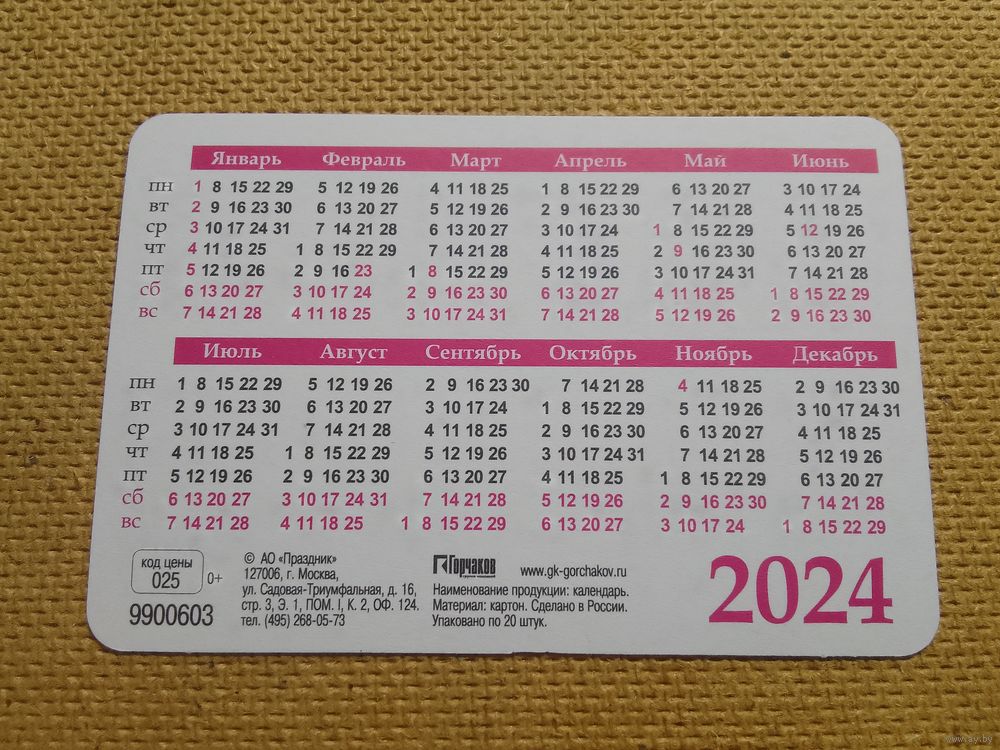 Январь Февраль Март Апрель Май Июнь
пн 1 8 15 22 29 5 12 19 26 4 11 18 25 1 8 15 22 29 6 13 20 27 3 10 17 24
вт 2 9 16 23 30 6 13 20 27 5 12 19 26 2 9 16 23 30 7 14 21 28 4 11 18 25
ср 3 10 17 24 31 7 14 21 28 6 13 20 27 3 10 17 24 1 8 15 22 29 5 12 19 26
чт 4 11 18 25 1 8 15 22 29 7 14 21 28 4 11 18 25 2 9 16 23 30 6 13 20 27
пт 5 12 19 26 2 9 16 23 1 8 15 22 29 5 12 19 26 3 10 17 24 31 7 14 21 28
сб 6 13 20 27 3 10 17 24 2 9 16 23 30 6 13 20 27 4 11 18 25 1 8 15 22 29
вс 7 14 21 28 4 11 18 25 3 10 17 24 31 7 14 21 28 5 12 19 26 2 9 16 23 30
Июль Август Сентябрь Октябрь Ноябрь Декабрь
пн 1 8 15 22 29 5 12 19 26 2 9 16 23 30 7 14 21 28 4 11 18 25 2 9 16 23 30
вт 2 9 16 23 30 6 13 20 27 3 10 17 24 1 8 15 22 29 5 12 19 26 3 10 17 24 31
ср 3 10 17 24 31 7 14 21 28 4 11 18 25 2 9 16 23 30 6 13 20 27 4 11 18 25
чт 4 11 18 25 1 8 15 22 29 5 12 19 26 3 10 17 24 31 7 14 21 28 5 12 19 26
пт 5 12 19 26 2 9 16 23 30 6 13 20 27 4 11 18 25 1 8 15 22 29 6 13 20 27
сб 6 13 20 27 3 10 17 24 31 7 14 21 28 5 12 19 26 2 9 16 23 30 7 14 21 28
вс 7 14 21 28 4 11 18 25 1 8 15 22 29 6 13 20 27 3 10 17 24 1 8 15 22 29
код цены
025
0+
9900603
© АО «Праздник»
127006, г. Москва,
ул. Садовая-Триумфальная, д. 16,
стр. 3, Э. 1, ПОМ. I, К. 2, ОФ. 124.
тел. (495) 268-05-73
Горчаков
www.gk-gorchakov.ru
Наименование продукции: календарь.
Материал: картон. Сделано в России.
Упаковано по 20 штук.
2024
www.ay.by